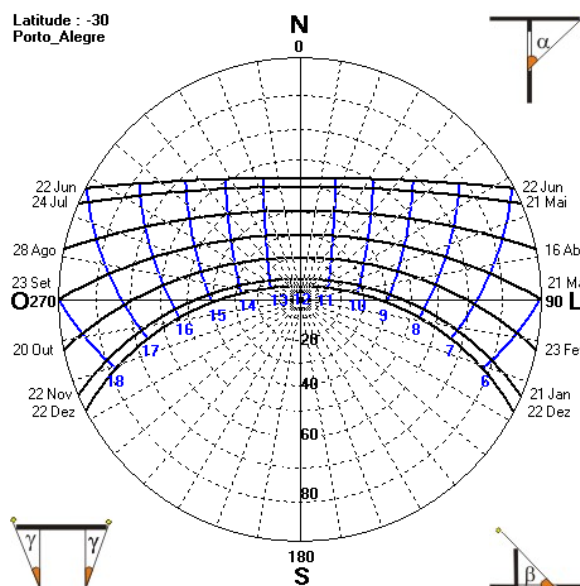 Latitude : -30
Porto_Alegre
N
0
α
22 Jun
24 Jul
28 Ago
23 Set
O 270
20 Out
22 Nov
22 Dez
22 Jun
21 Mai
16 Ab
21 Ma
90 L
23 Fe
21 Jan
22 Dez
18
17
16
15
14
13
12
11
10
9
8
7
6
20
40
60
80
180
S
γ
γ
β